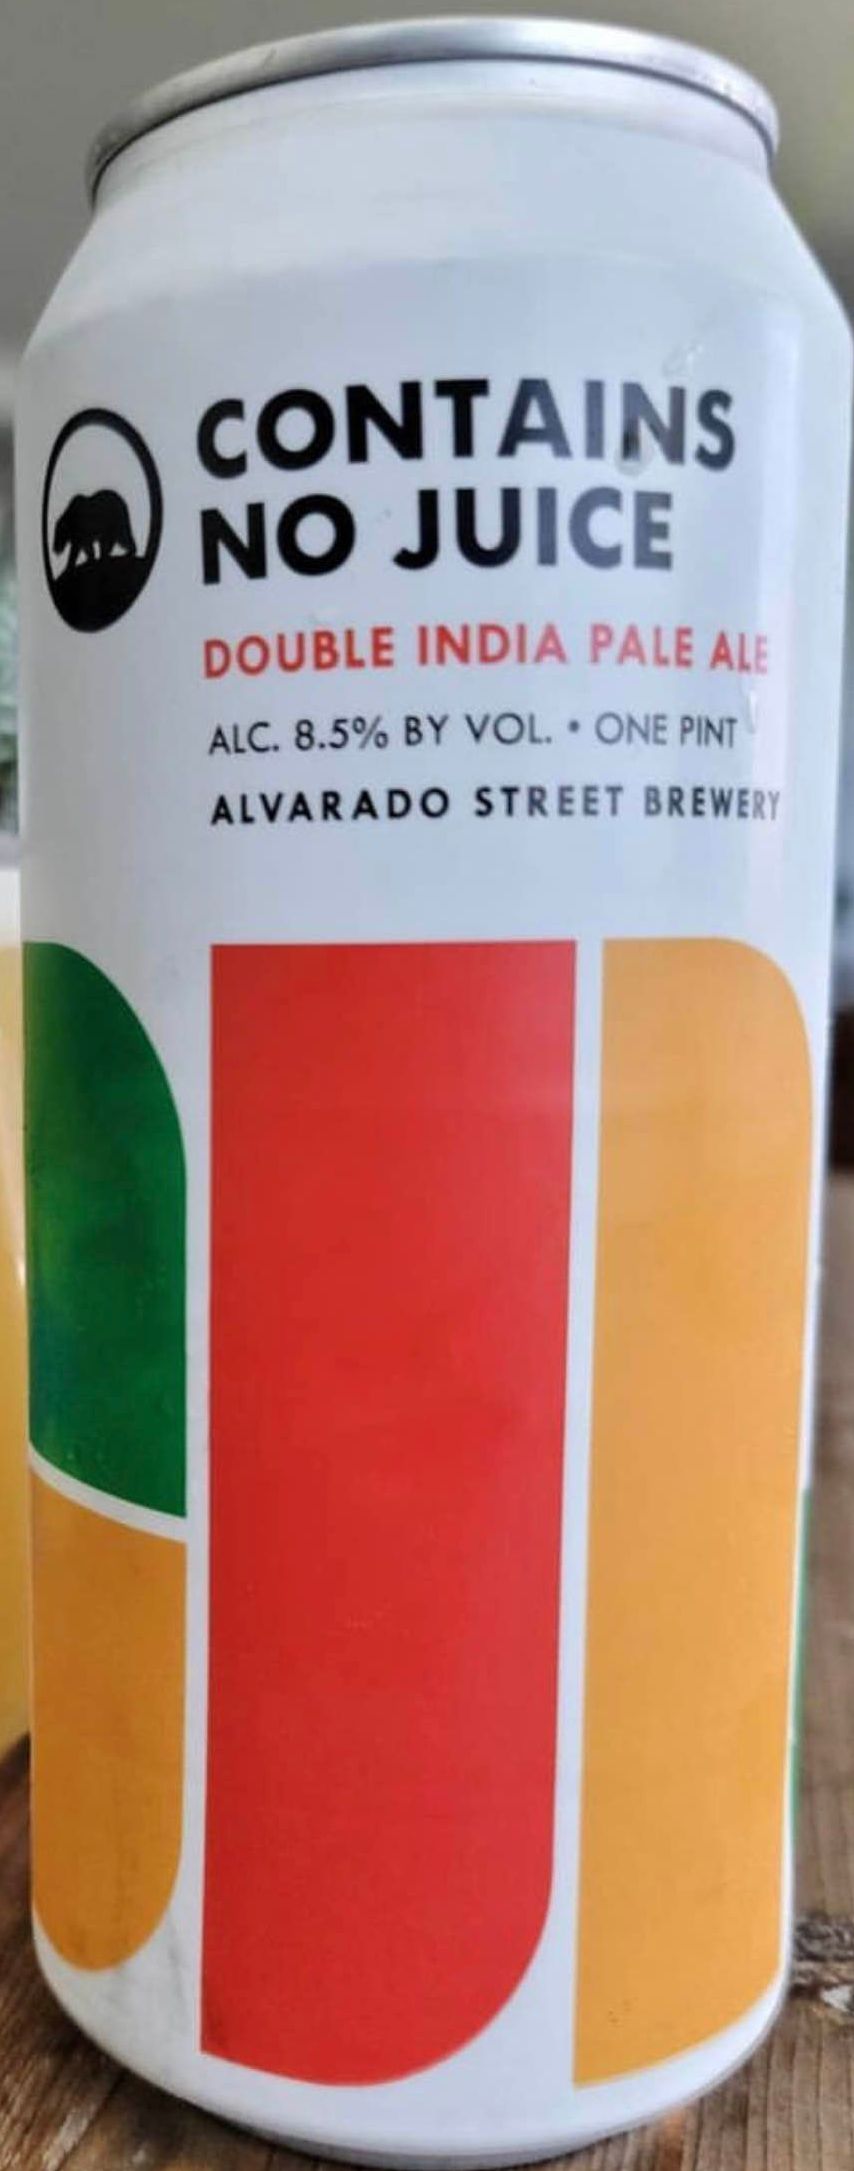 CONTAINS
NO JUICE
DOUBLE INDIA PALE ALE
ALC. 8.5% BY VOL. • ONE PINT
ALVARADO STREET BREWERY